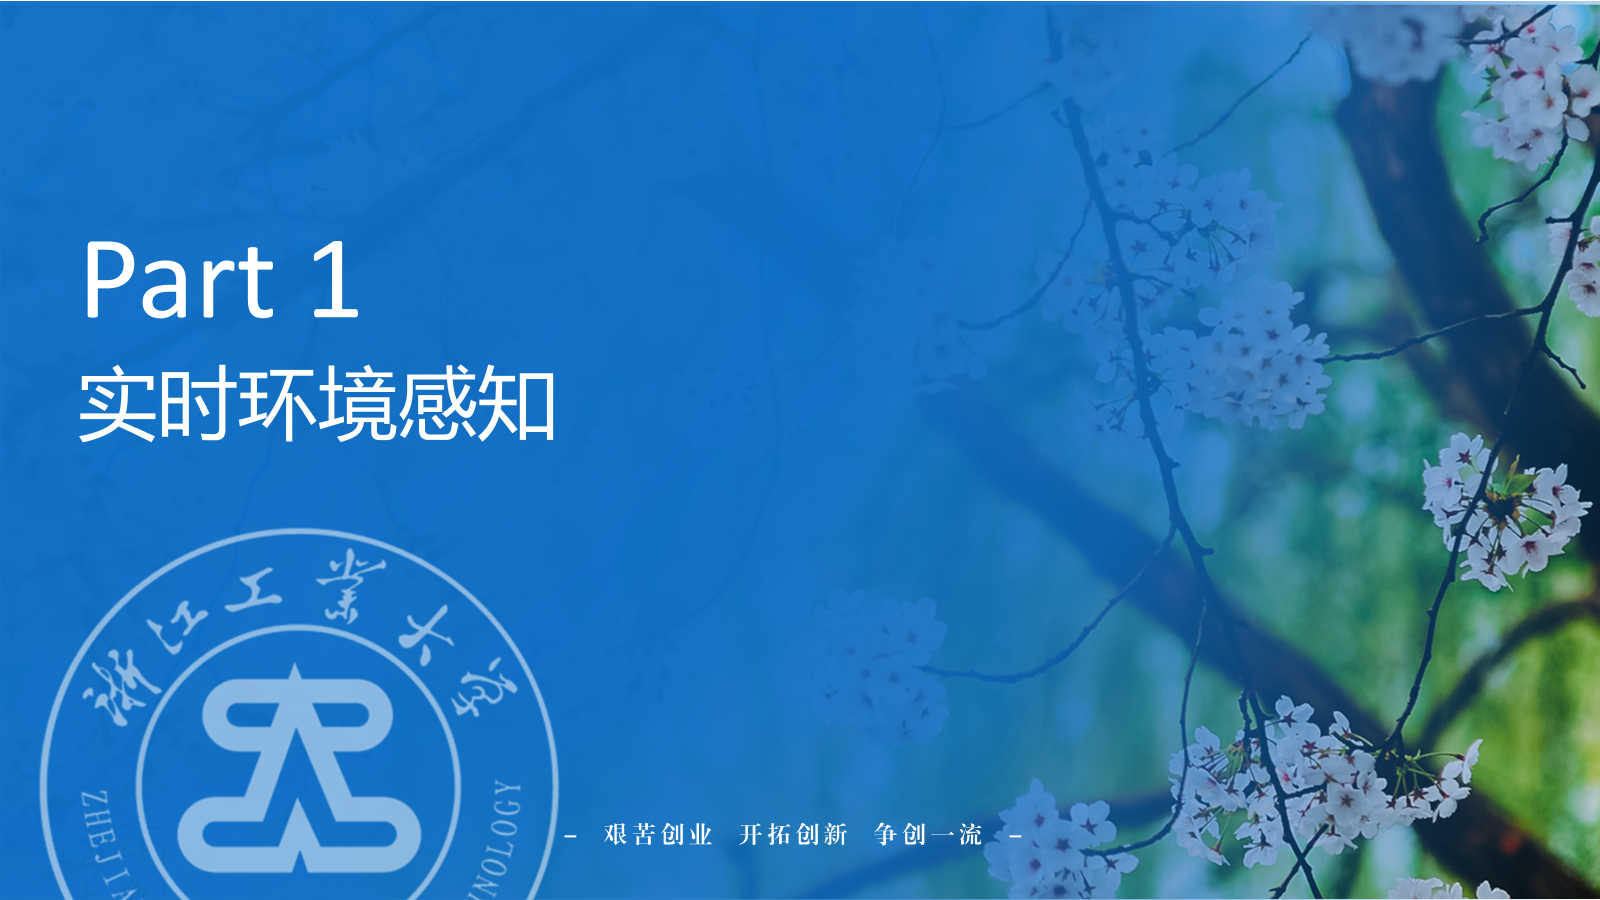 Part 1
实时环境感知
浙江工业大学
ZHEJIA
NOLOGY
– 艰苦创业 开拓创新 争创一流 –